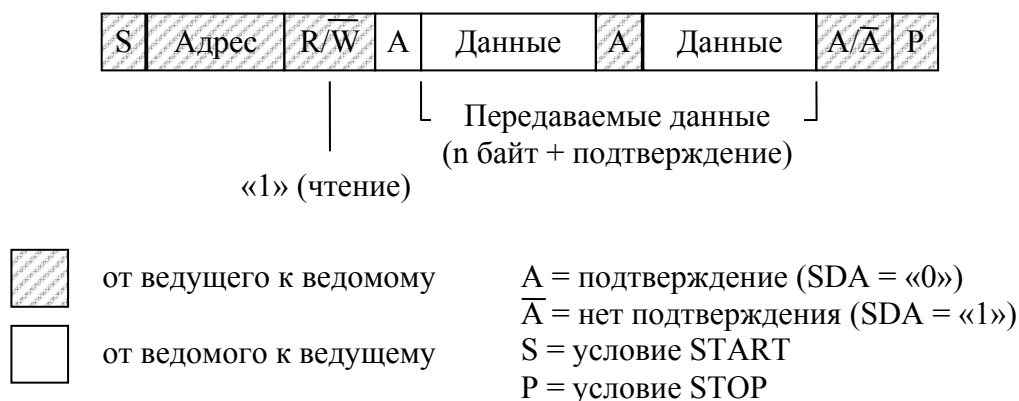 S Адрес R/W̅ A Данные A Данные A/A̅ P
Передаваемые данные
(n байт + подтверждение)
«1» (чтение)
от ведущего к ведомому
от ведомого к ведущему
A = подтверждение (SDA = «0»)
A̅ = нет подтверждения (SDA = «1»)
S = условие START
P = условие STOP